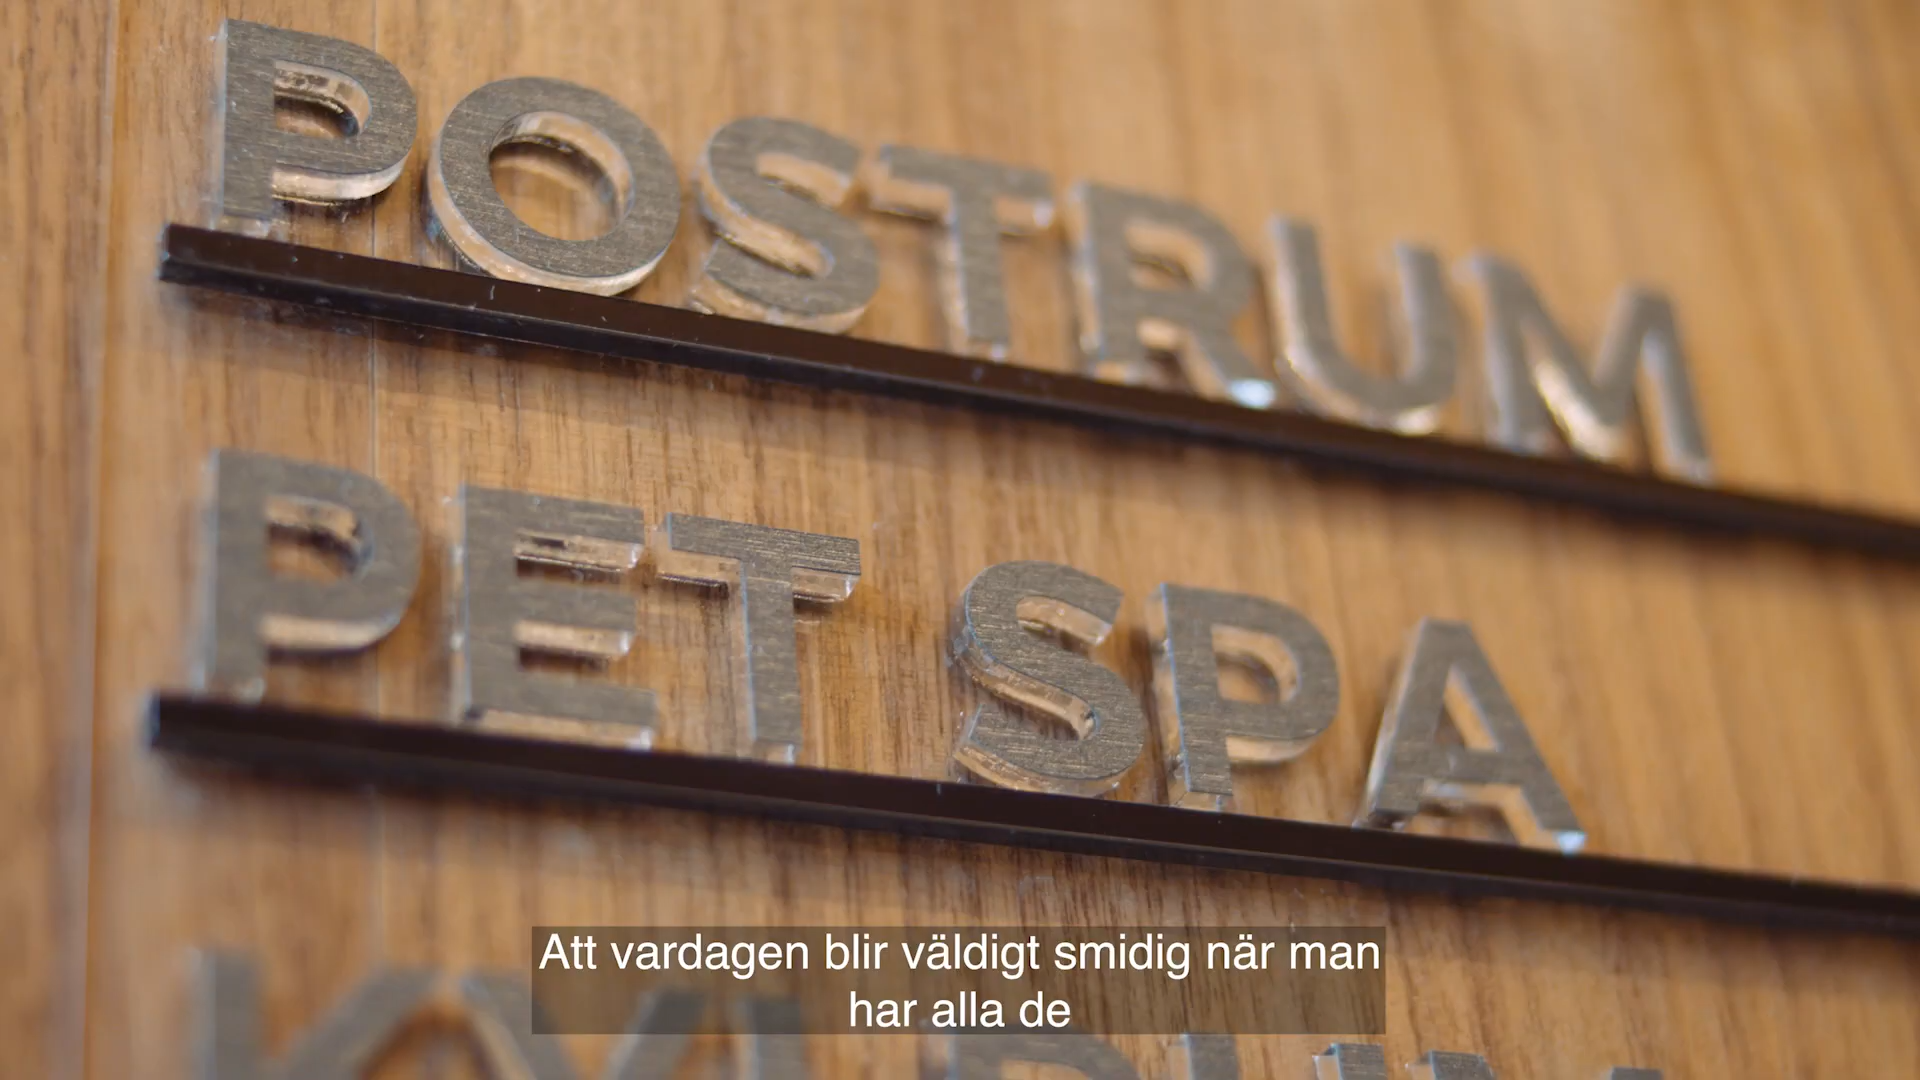 POSTRUM
PET SPA
Att vardagen blir väldigt smidig när man
har alla de